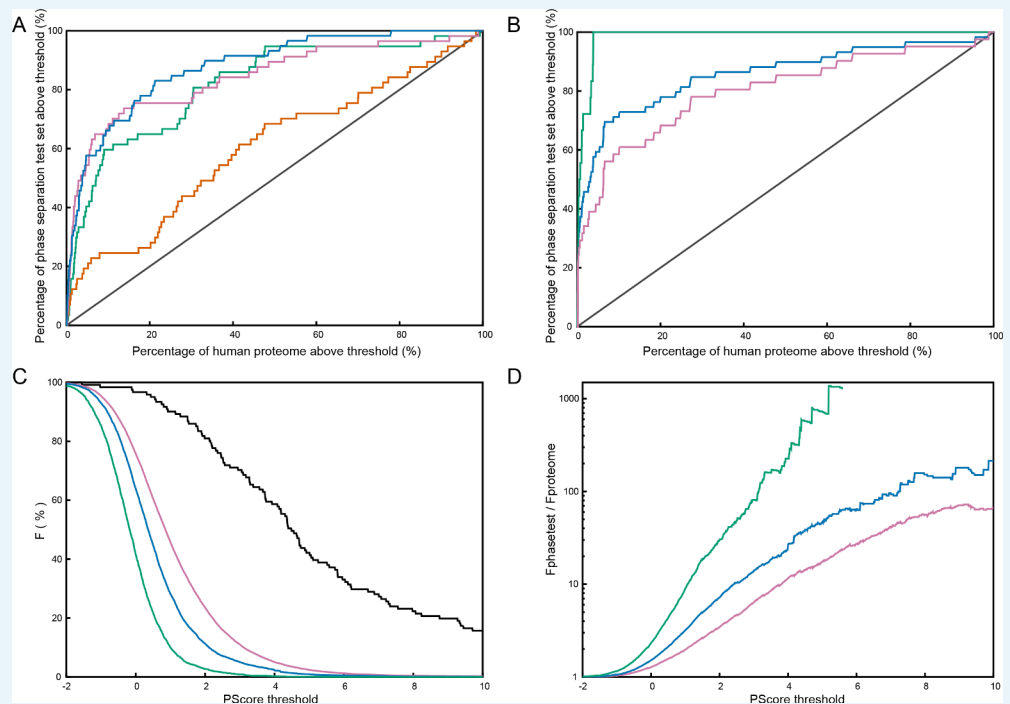 A
Percentage of phase separation test set above threshold (%)
100
80
60
40
20
0
0 20 40 60 80 100
Percentage of human proteome above threshold (%)
B
Percentage of phase separation test set above threshold (%)
100
80
60
40
20
0
0 20 40 60 80 100
Percentage of human proteome above threshold (%)
C
F ( % )
100
80
60
40
20
0
-2 0 2 4 6 8 10
PScore threshold
D
Fphasetest / Fproteome
1000
100
10
1
-2 0 2 4 6 8 10
PScore threshold